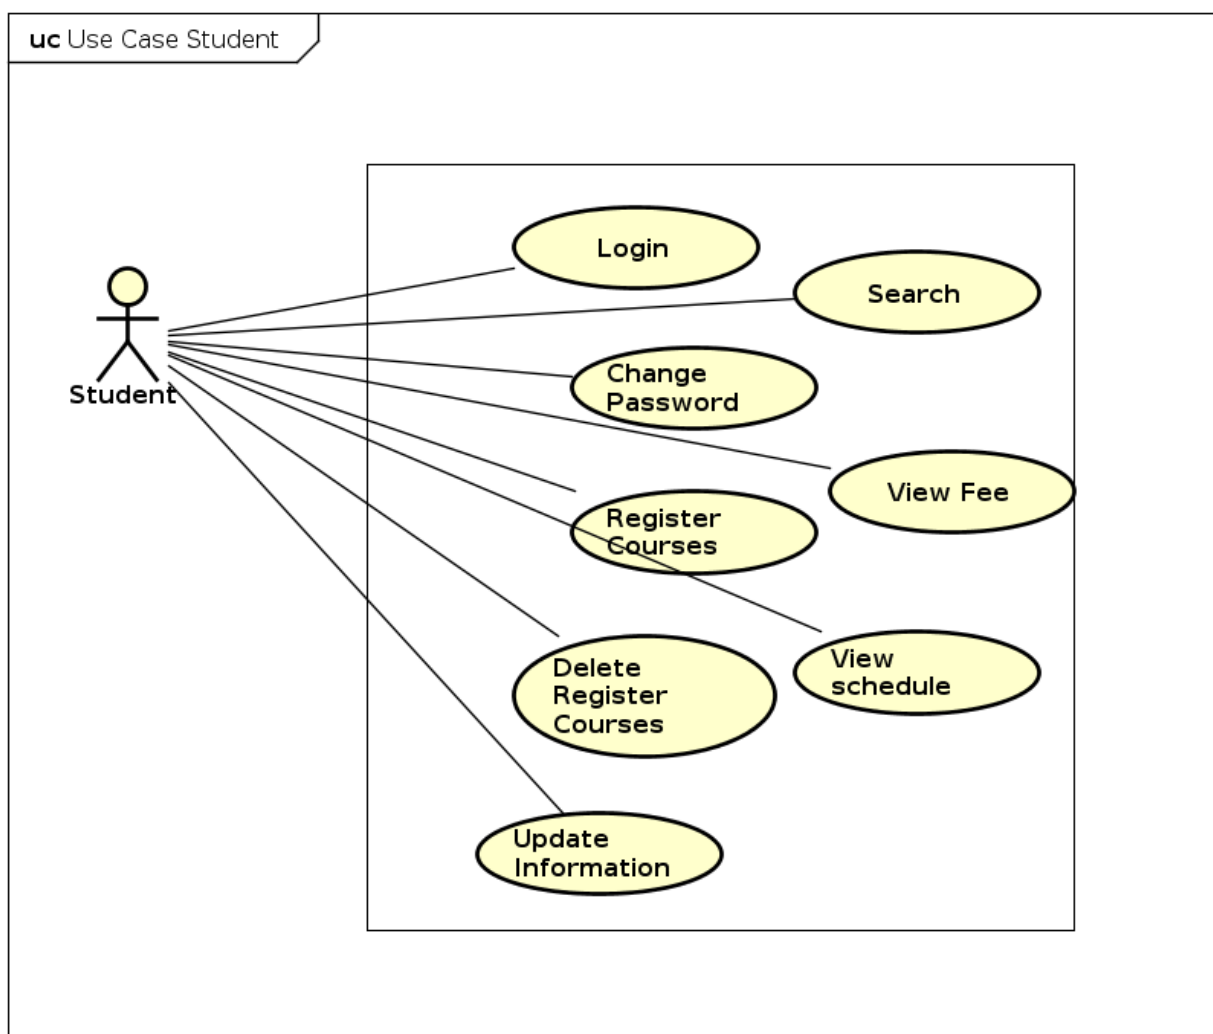 uc Use Case Student
Login
Search
Student
Change
Password
View Fee
Register
Courses
View
schedule
Delete
Register
Courses
Update
Information